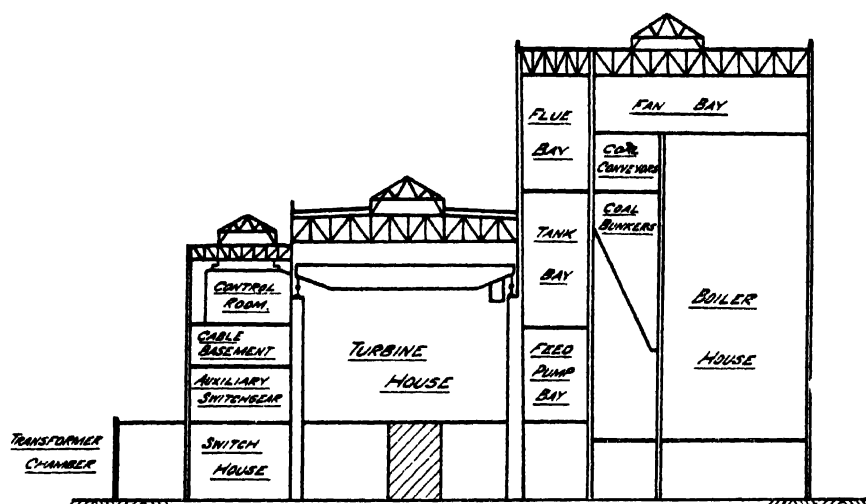 FLUE
BAY
FAN BAY
COAL
CONVEYORS
COAL
BUNKERS
TANK
BAY
CONTROL
ROOM,
CABLE
BASEMENT
AUXILIARY
SWITCHGEAR
TURBINE
HOUSE
FEED
PUMP
BAY
BOILER
HOUSE
TRANSFORMER
CHAMBER
SWITCH
HOUSE